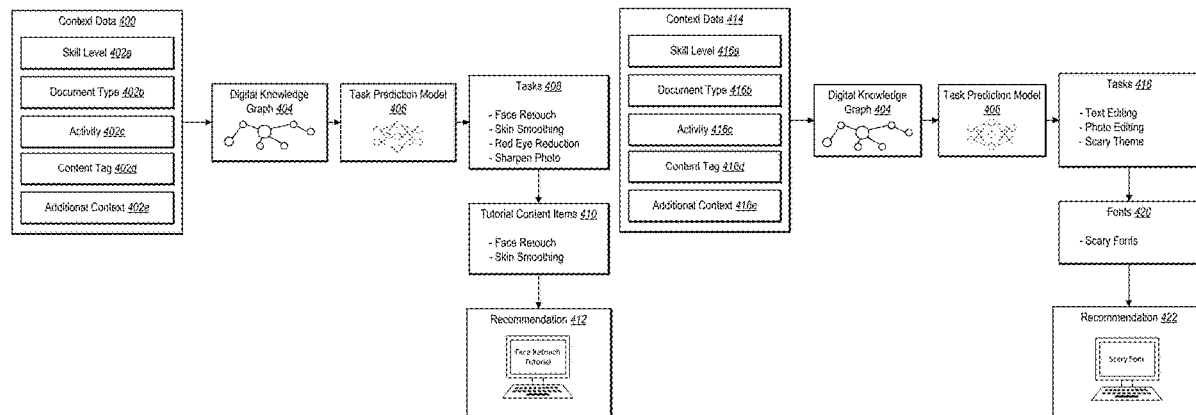 Context Data 400
Skill Level 402a
Document Type 402b
Activity 402c
Content Tag 402d
Additional Context 402e
Digital Knowledge
Graph 404
Task Prediction Model
406
Tasks 408
- Face Retouch
- Skin Smoothing
- Red Eye Reduction
- Sharpen Photo
Tutorial Content Items 410
- Face Retouch
- Skin Smoothing
Recommendation 412
Face Retouch
Tutorial
Context Data 414
Skill Level 416a
Document Type 416b
Activity 416c
Content Tag 416d
Additional Context 416e
Digital Knowledge
Graph 404
Task Prediction Model
406
Tasks 418
- Text Editing
- Photo Editing
- Scary Theme
Fonts 420
- Scary Fonts
Recommendation 422
Scary Font